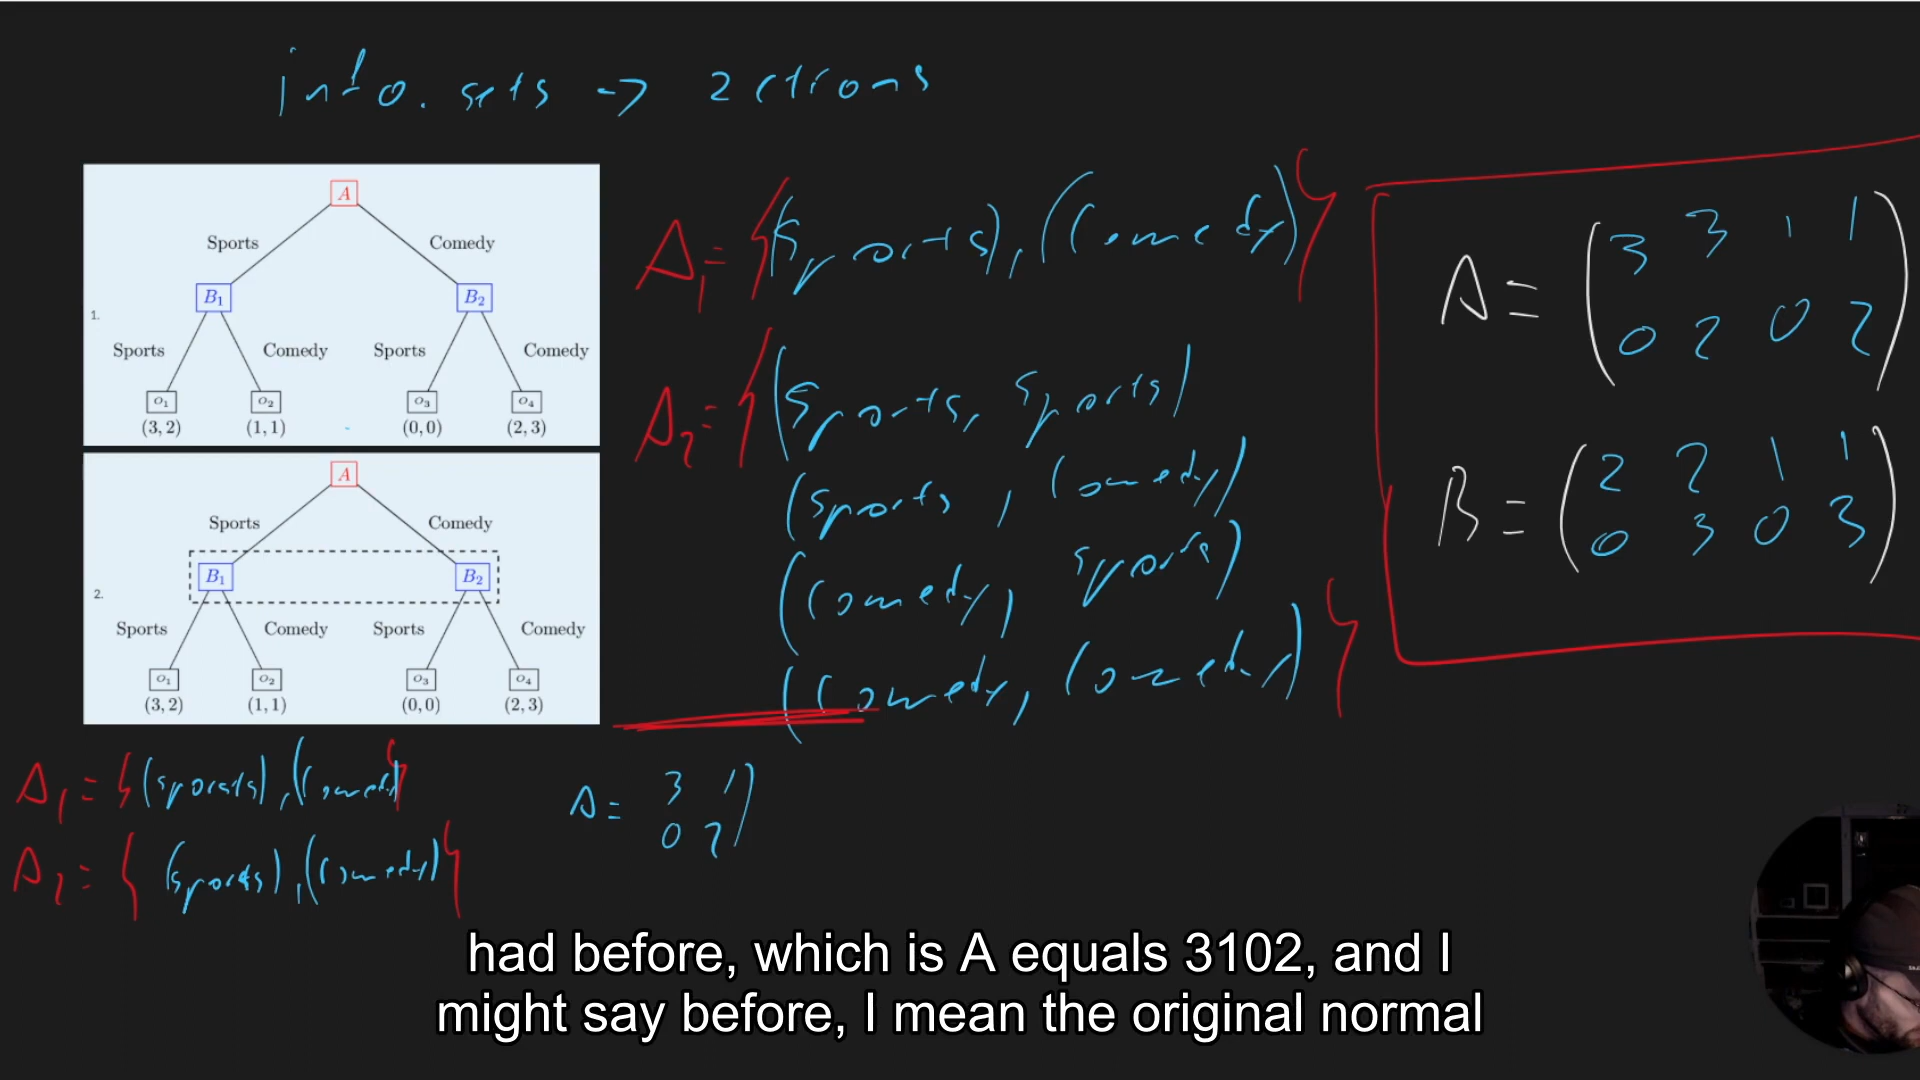 info. sets -> actions
A
Sports Comedy
B1 B2
1.
Sports Comedy Sports Comedy
o1 o2 o3 o4
(3, 2) (1, 1) (0, 0) (2, 3)
A
Sports Comedy
B1 B2
2.
Sports Comedy Sports Comedy
o1 o2 o3 o4
(3, 2) (1, 1) (0, 0) (2, 3)
A1 = {(Sports), (Comedy)}
A2 = {(Sports, Sports)
(Sports, Comedy)
(Comedy, Sports)
(Comedy, Comedy)}
A = (3 3 1 1
0 2 0 2)
B = (2 2 1 1
0 3 0 3)
A1 = {(Sports), (Comedy)}
A2 = {(Sports), (Comedy)}
A = 3 1)
0 2
had before, which is A equals 3102, and I
might say before, I mean the original normal